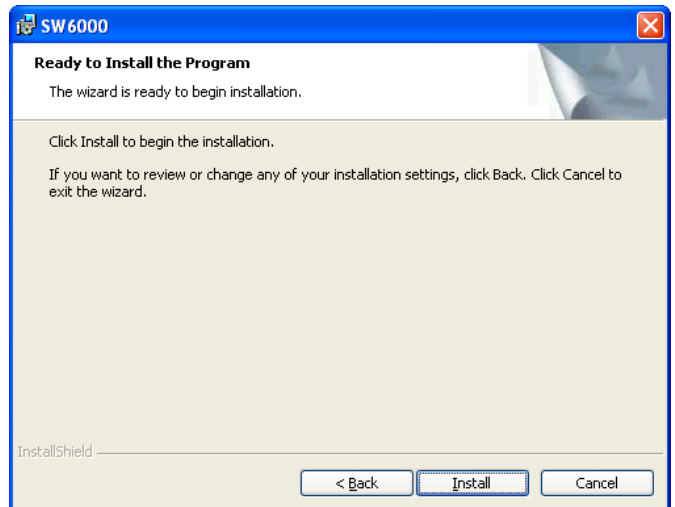 SW6000
Ready to Install the Program
The wizard is ready to begin installation.
Click Install to begin the installation.
If you want to review or change any of your installation settings, click Back. Click Cancel to
exit the wizard.
InstallShield
< Back Install Cancel